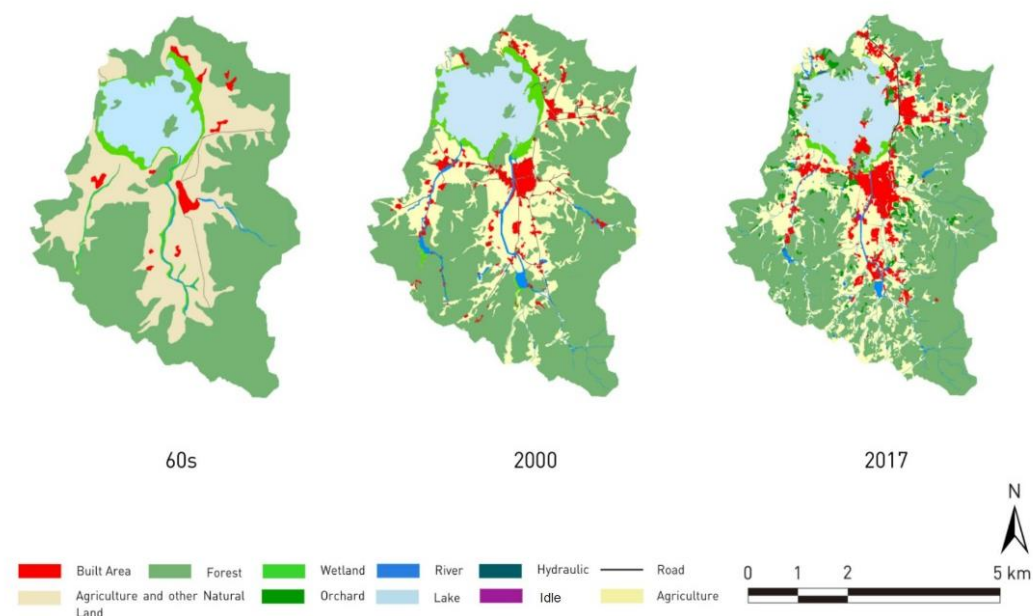 60s 2000 2017
N
Built Area Forest Wetland River Hydraulic Road
Agriculture and other Natural Land Orchard Lake Idle Agriculture
0 1 2 5 km